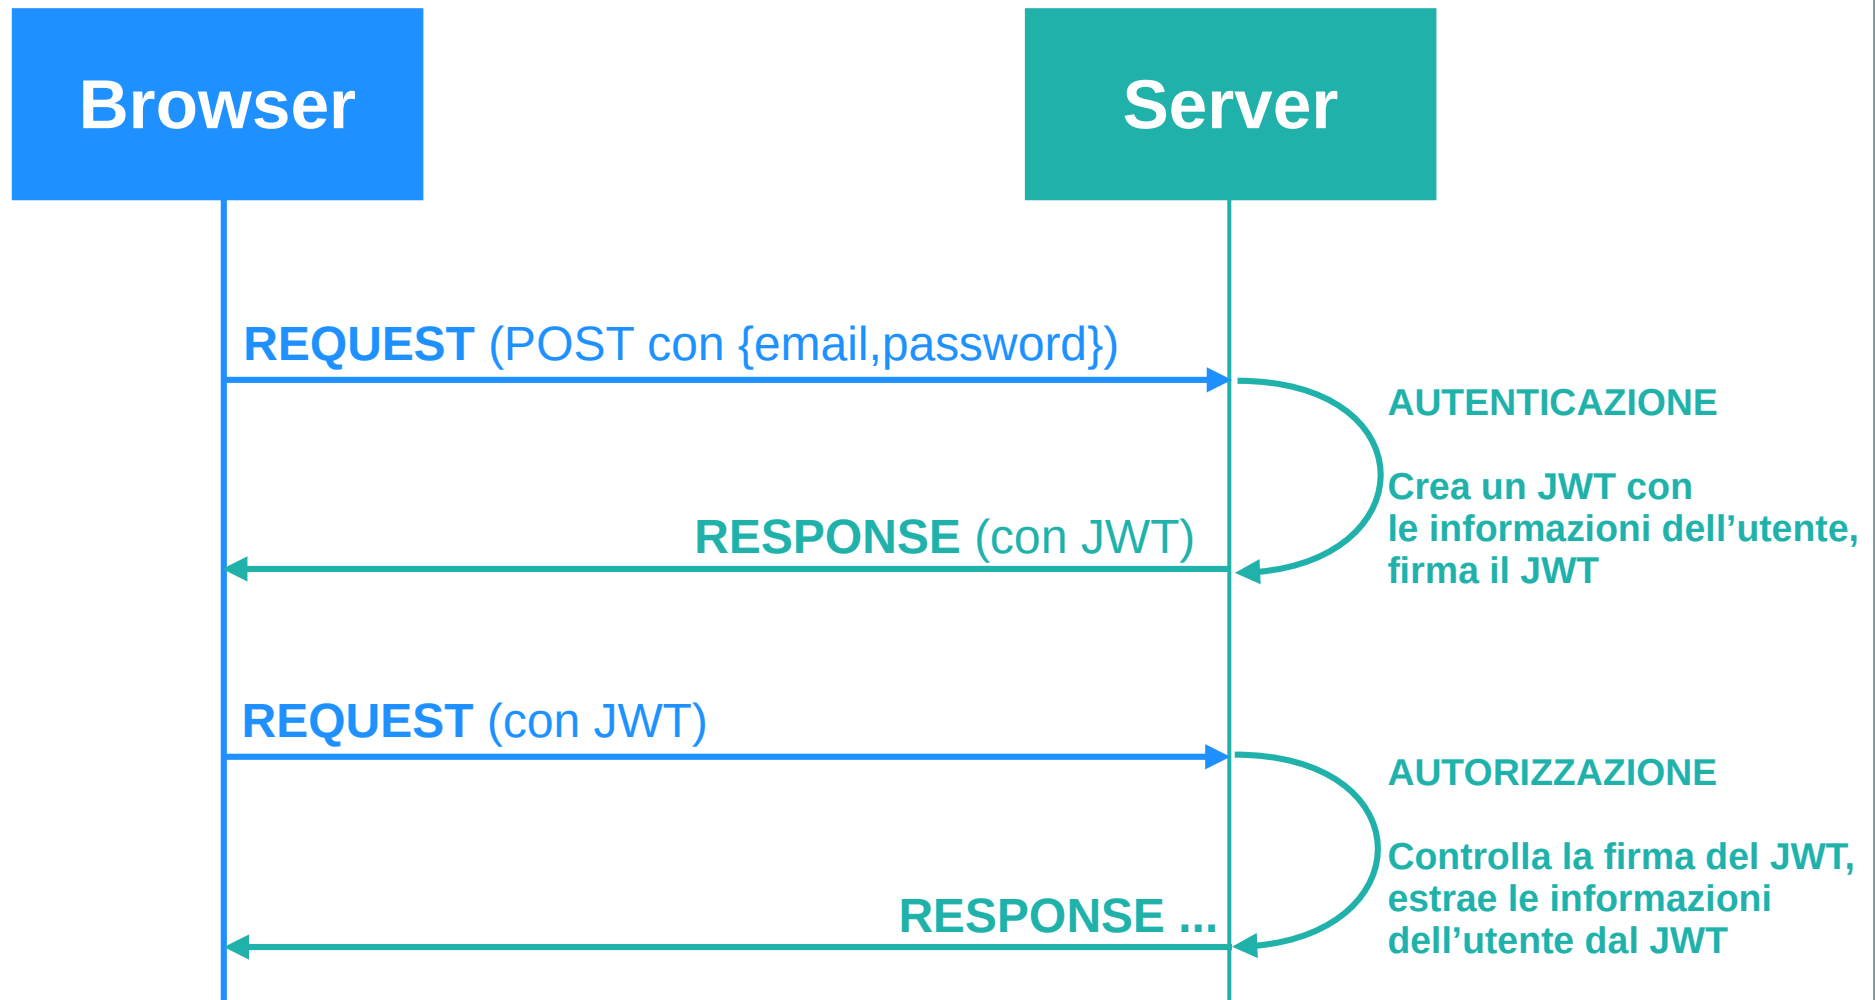 Browser
Server
REQUEST (POST con {email,password})
AUTENTICAZIONE
Crea un JWT con
le informazioni dell’utente,
firma il JWT
RESPONSE (con JWT)
REQUEST (con JWT)
AUTORIZZAZIONE
Controlla la firma del JWT,
estrae le informazioni
dell’utente dal JWT
RESPONSE ...